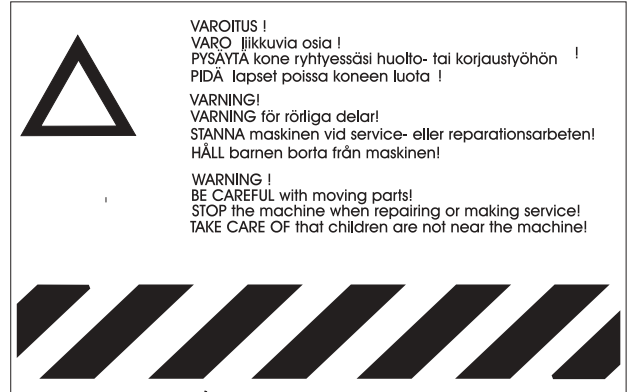 VAROITUS !
VARO liikkuvia osia !
PYSÄYTÄ kone ryhtyessäsi huolto- tai korjaustyöhön !
PIDÄ lapset poissa koneen luota !
VARNING!
VARNING för rörliga delar!
STANNA maskinen vid service- eller reparationsarbeten!
HÅLL barnen borta från maskinen!
WARNING !
BE CAREFUL with moving parts!
STOP the machine when repairing or making service!
TAKE CARE OF that children are not near the machine!